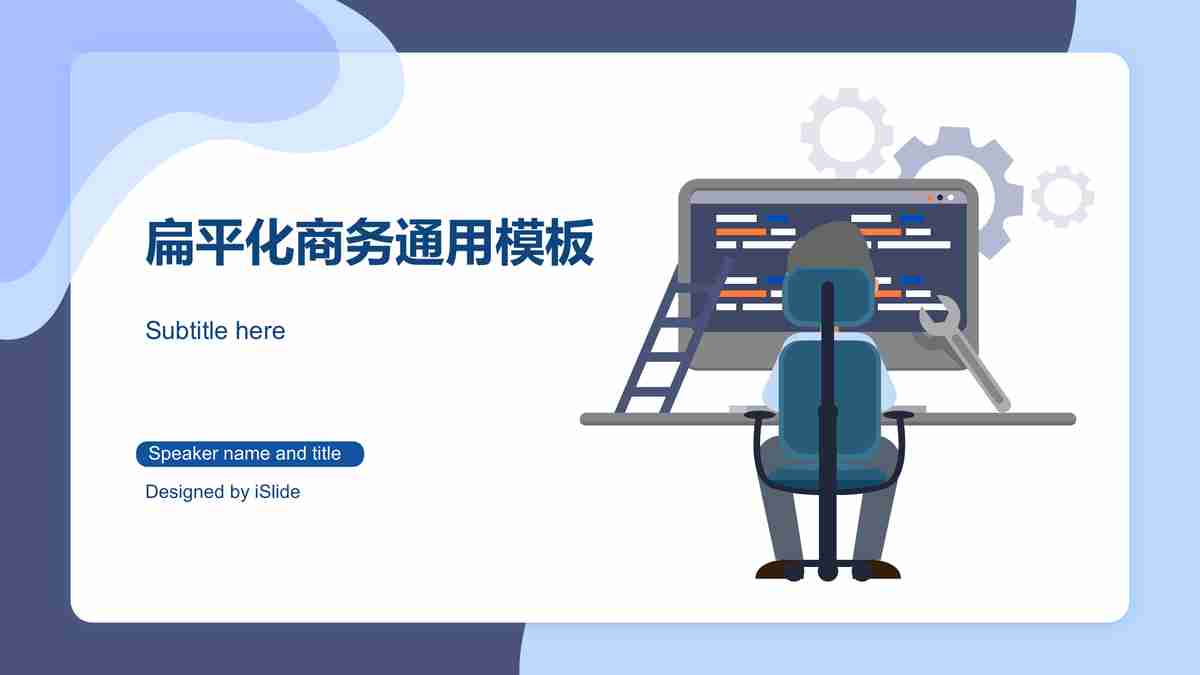 扁平化商务通用模板
Subtitle here
Speaker name and title
Designed by iSlide